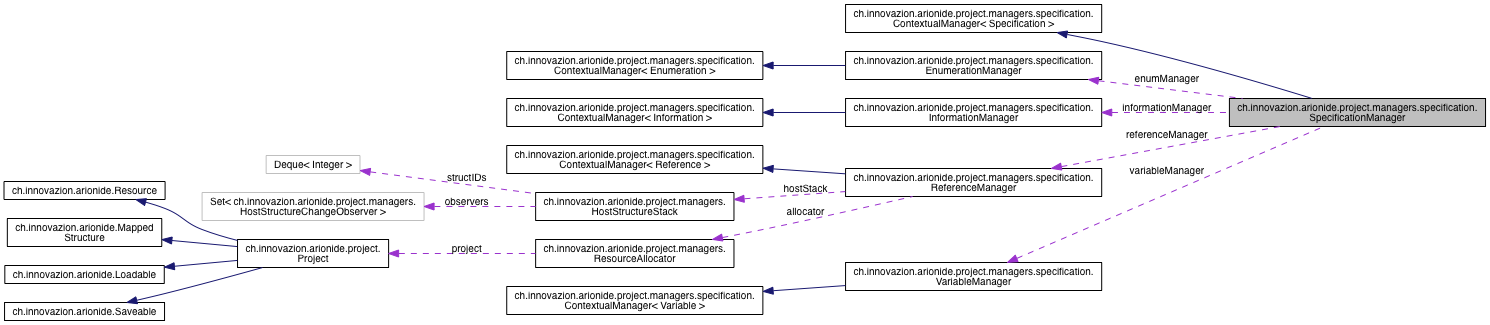 ch.innovazion.arionide.project.managers.specification.
ContextualManager< Specification >
ch.innovazion.arionide.project.managers.specification.
ContextualManager< Enumeration >
ch.innovazion.arionide.project.managers.specification.
EnumerationManager
enumManager
ch.innovazion.arionide.project.managers.specification.
ContextualManager< Information >
ch.innovazion.arionide.project.managers.specification.
InformationManager
informationManager
ch.innovazion.arionide.project.managers.specification.
SpecificationManager
referenceManager
ch.innovazion.arionide.project.managers.specification.
ContextualManager< Reference >
Deque< Integer >
structIDs
ch.innovazion.arionide.project.managers.specification.
ReferenceManager
variableManager
hostStack
ch.innovazion.arionide.Resource
Set< ch.innovazion.arionide.project.managers.
HostStructureChangeObserver >
observers
ch.innovazion.arionide.project.managers.
HostStructureStack
allocator
ch.innovazion.arionide.Mapped
Structure
ch.innovazion.arionide.project.
Project
project
ch.innovazion.arionide.project.managers.
ResourceAllocator
ch.innovazion.arionide.Loadable
ch.innovazion.arionide.project.managers.specification.
VariableManager
ch.innovazion.arionide.project.managers.specification.
ContextualManager< Variable >
ch.innovazion.arionide.Saveable